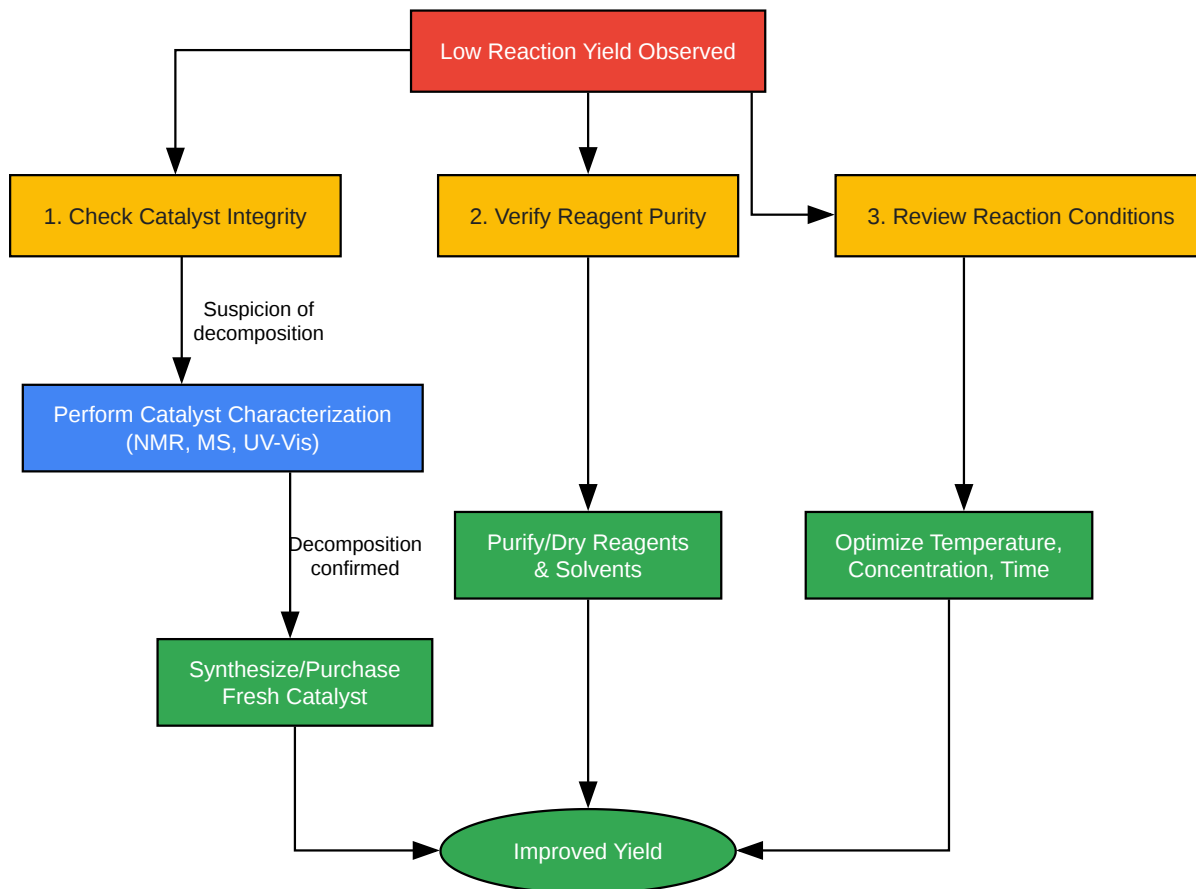 Low Reaction Yield Observed
1. Check Catalyst Integrity
2. Verify Reagent Purity
3. Review Reaction Conditions
Suspicion of
decomposition
Perform Catalyst Characterization
(NMR, MS, UV-Vis)
Decomposition
confirmed
Purify/Dry Reagents
& Solvents
Optimize Temperature,
Concentration, Time
Synthesize/Purchase
Fresh Catalyst
Improved Yield